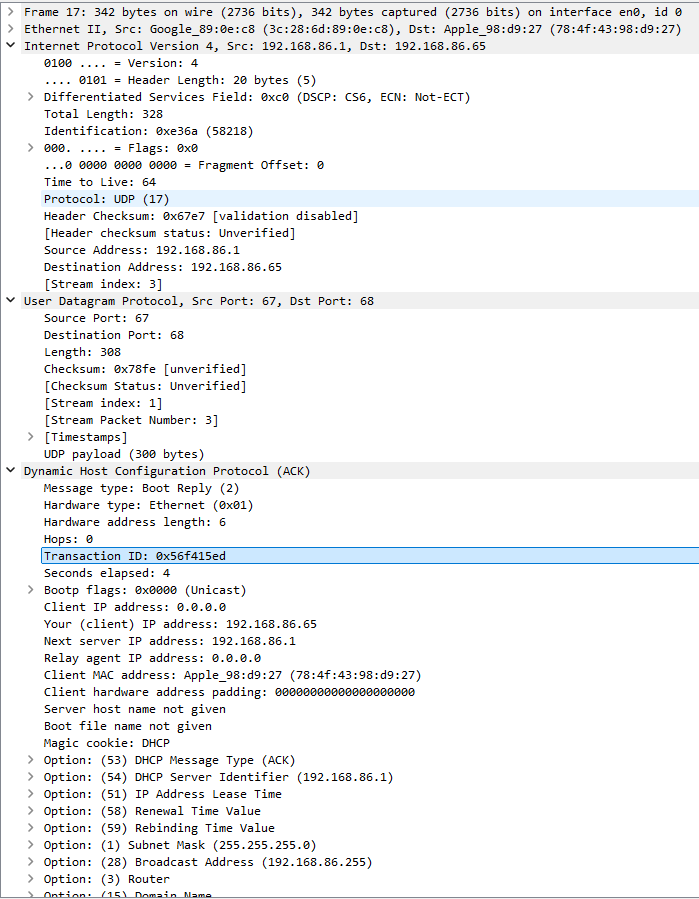 Frame 17: 342 bytes on wire (2736 bits), 342 bytes captured (2736 bits) on interface en0, id 0
Ethernet II, Src: Google_89:0e:c8 (3c:28:6d:89:0e:c8), Dst: Apple_98:d9:27 (78:4f:43:98:d9:27)
Internet Protocol Version 4, Src: 192.168.86.1, Dst: 192.168.86.65
0100 .... = Version: 4
.... 0101 = Header Length: 20 bytes (5)
Differentiated Services Field: 0xc0 (DSCP: CS6, ECN: Not-ECT)
Total Length: 328
Identification: 0xe36a (58218)
000. .... = Flags: 0x0
...0 0000 0000 0000 = Fragment Offset: 0
Time to Live: 64
Protocol: UDP (17)
Header Checksum: 0x67e7 [validation disabled]
[Header checksum status: Unverified]
Source Address: 192.168.86.1
Destination Address: 192.168.86.65
[Stream index: 3]
User Datagram Protocol, Src Port: 67, Dst Port: 68
Source Port: 67
Destination Port: 68
Length: 308
Checksum: 0x78fe [unverified]
[Checksum Status: Unverified]
[Stream index: 1]
[Stream Packet Number: 3]
[Timestamps]
UDP payload (300 bytes)
Dynamic Host Configuration Protocol (ACK)
Message type: Boot Reply (2)
Hardware type: Ethernet (0x01)
Hardware address length: 6
Hops: 0
Transaction ID: 0x56f415ed
Seconds elapsed: 4
Bootp flags: 0x0000 (Unicast)
Client IP address: 0.0.0.0
Your (client) IP address: 192.168.86.65
Next server IP address: 192.168.86.1
Relay agent IP address: 0.0.0.0
Client MAC address: Apple_98:d9:27 (78:4f:43:98:d9:27)
Client hardware address padding: 00000000000000000000
Server host name not given
Boot file name not given
Magic cookie: DHCP
Option: (53) DHCP Message Type (ACK)
Option: (54) DHCP Server Identifier (192.168.86.1)
Option: (51) IP Address Lease Time
Option: (58) Renewal Time Value
Option: (59) Rebinding Time Value
Option: (1) Subnet Mask (255.255.255.0)
Option: (28) Broadcast Address (192.168.86.255)
Option: (3) Router
Option: (15) Domain Name